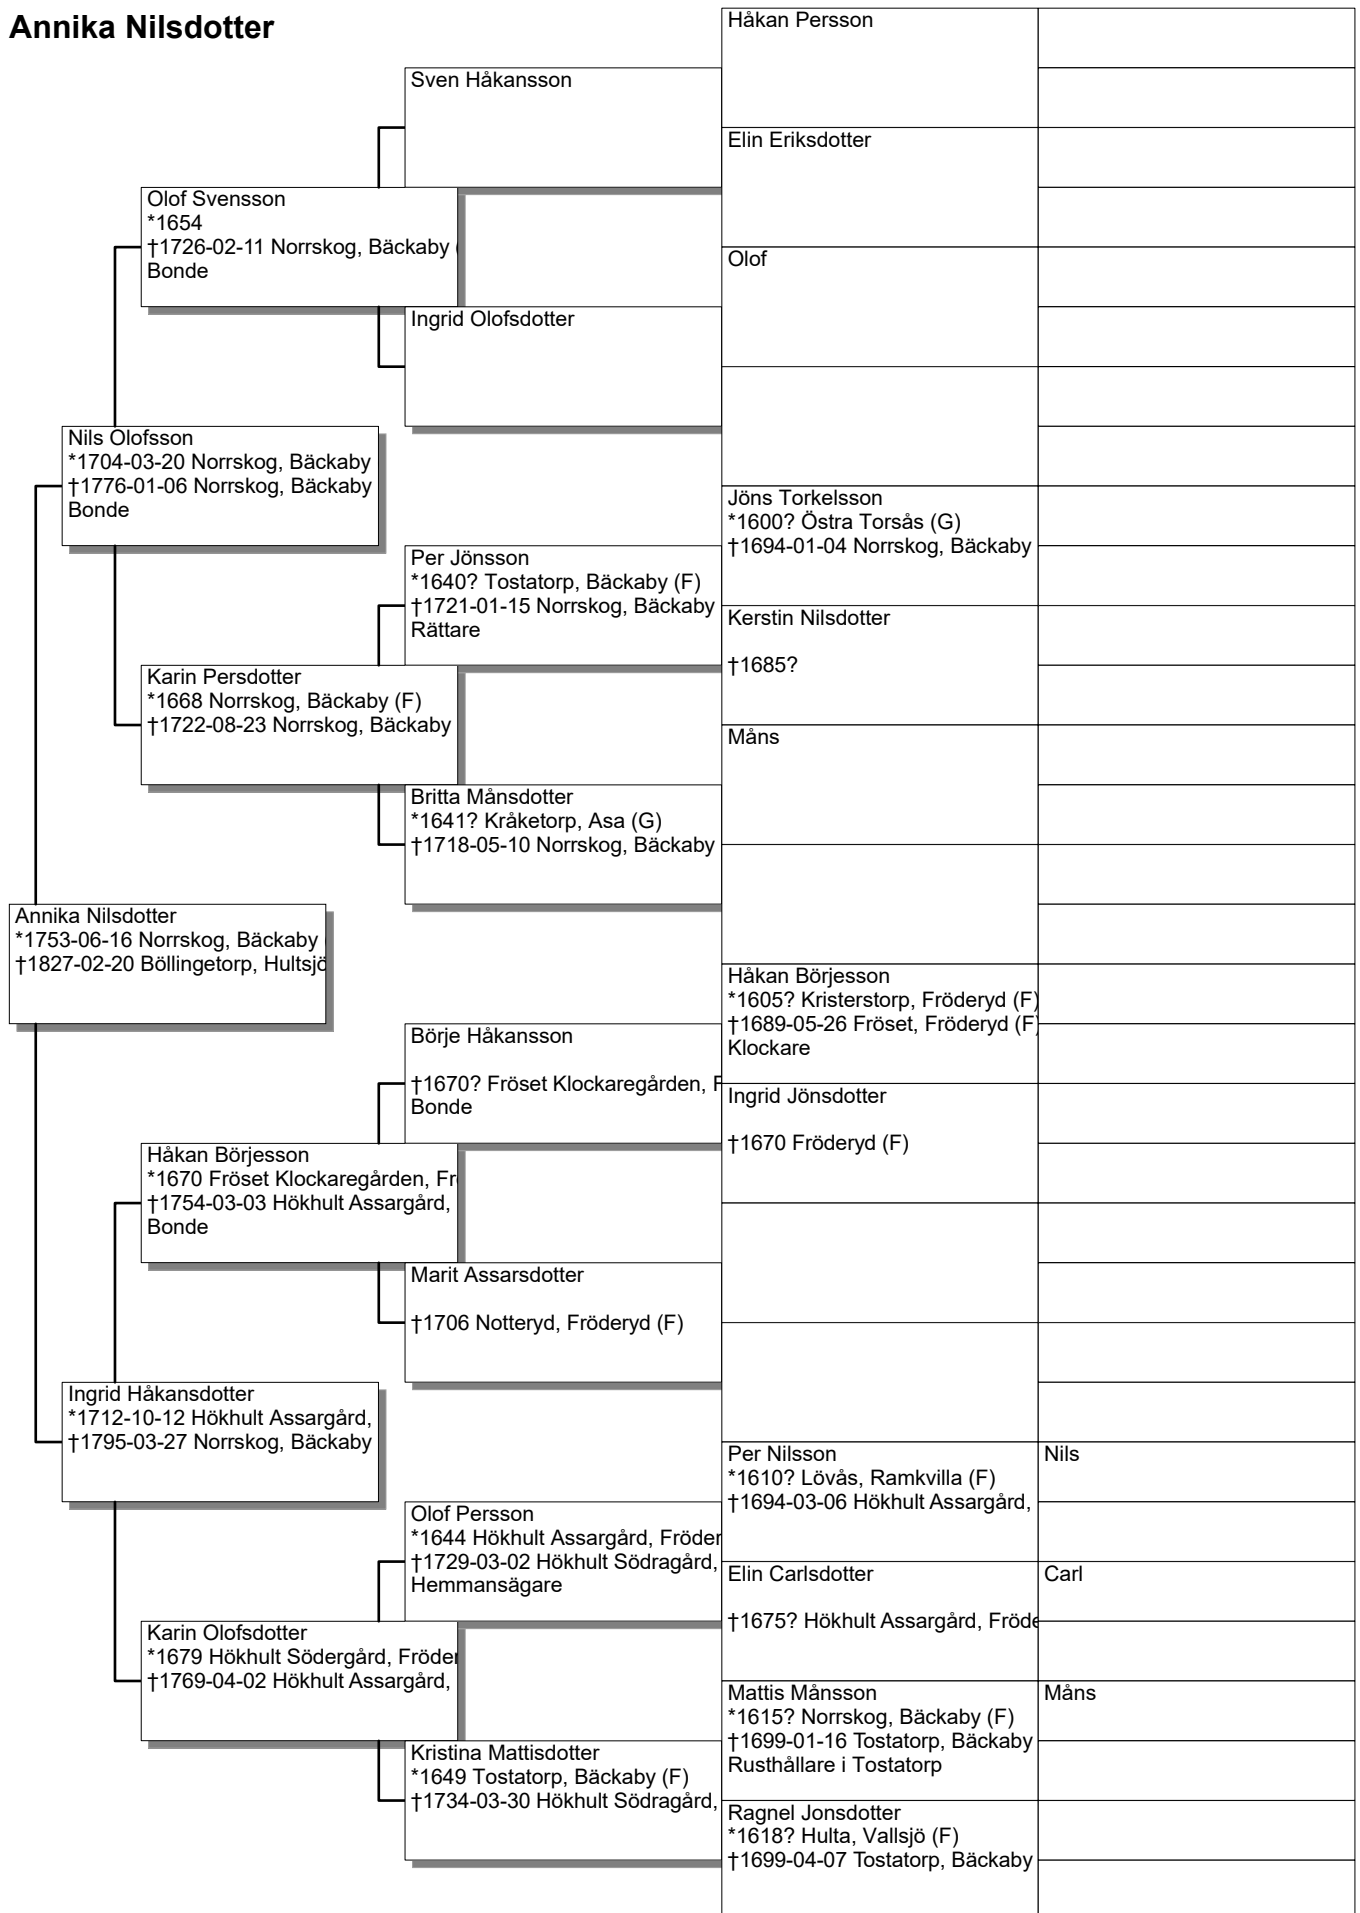 Annika Nilsdotter
Håkan Persson
Sven Håkansson
Elin Eriksdotter
Olof Svensson
*1654
†1726-02-11 Norrskog, Bäckaby (
Bonde
Olof
Ingrid Olofsdotter
Nils Olofsson
*1704-03-20 Norrskog, Bäckaby
†1776-01-06 Norrskog, Bäckaby
Bonde
Jöns Torkelsson
*1600? Östra Torsås (G)
†1694-01-04 Norrskog, Bäckaby
Per Jönsson
*1640? Tostatorp, Bäckaby (F)
†1721-01-15 Norrskog, Bäckaby
Rättare
Kerstin Nilsdotter
†1685?
Karin Persdotter
*1668 Norrskog, Bäckaby (F)
†1722-08-23 Norrskog, Bäckaby
Måns
Britta Månsdotter
*1641? Kråketorp, Asa (G)
†1718-05-10 Norrskog, Bäckaby
Annika Nilsdotter
*1753-06-16 Norrskog, Bäckaby
†1827-02-20 Böllingetorp, Hultsjö
Håkan Börjesson
*1605? Kristerstorp, Fröderyd (F)
†1689-05-26 Fröset, Fröderyd (F)
Klockare
Börje Håkansson
†1670? Fröset Klockaregården, F
Bonde
Ingrid Jönsdotter
†1670 Fröderyd (F)
Håkan Börjesson
*1670 Fröset Klockaregården, Fr
†1754-03-03 Hökhult Assargård,
Bonde
Marit Assarsdotter
†1706 Notteryd, Fröderyd (F)
Ingrid Håkansdotter
*1712-10-12 Hökhult Assargård,
†1795-03-27 Norrskog, Bäckaby
Per Nilsson
*1610? Lövås, Ramkvilla (F)
†1694-03-06 Hökhult Assargård,
Nils
Olof Persson
*1644 Hökhult Assargård, Fröder
†1729-03-02 Hökhult Södragård,
Hemmansägare
Elin Carlsdotter
†1675? Hökhult Assargård, Fröde
Carl
Karin Olofsdotter
*1679 Hökhult Södergård, Fröder
†1769-04-02 Hökhult Assargård,
Mattis Månsson
*1615? Norrskog, Bäckaby (F)
†1699-01-16 Tostatorp, Bäckaby
Rusthållare i Tostatorp
Måns
Kristina Mattisdotter
*1649 Tostatorp, Bäckaby (F)
†1734-03-30 Hökhult Södragård,
Ragnel Jonsdotter
*1618? Hulta, Vallsjö (F)
†1699-04-07 Tostatorp, Bäckaby